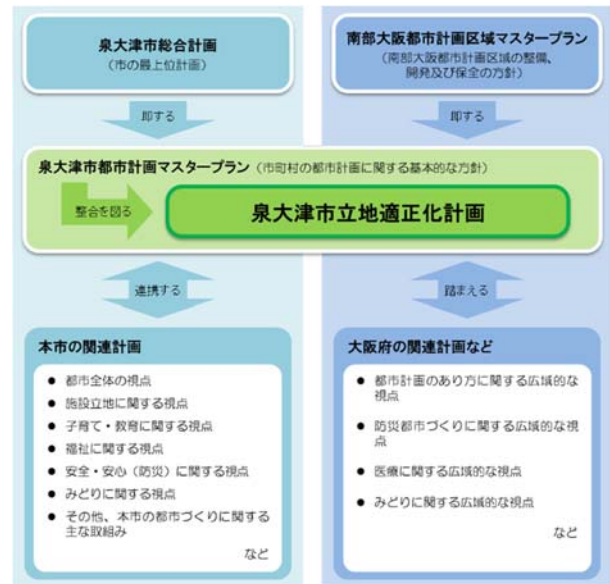 泉大津市総合計画
（市の最上位計画）
南部大阪都市計画区域マスタープラン
（南部大阪都市計画区域の整備、
開発及び保全の方針）
即する
即する
泉大津市都市計画マスタープラン（市町村の都市計画に関する基本的な方針）
整合を図る
泉大津市立地適正化計画
連携する
踏まえる
本市の関連計画
● 都市全体の視点
● 施設立地に関する視点
● 子育て・教育に関する視点
● 福祉に関する視点
● 安全・安心（防災）に関する視点
● みどりに関する視点
● その他、本市の都市づくりに関する
主な取組み
など
大阪府の関連計画など
● 都市計画のあり方に関する広域的な
視点
● 防災都市づくりに関する広域的な視
点
● 医療に関する広域的な視点
● みどりに関する広域的な視点
など